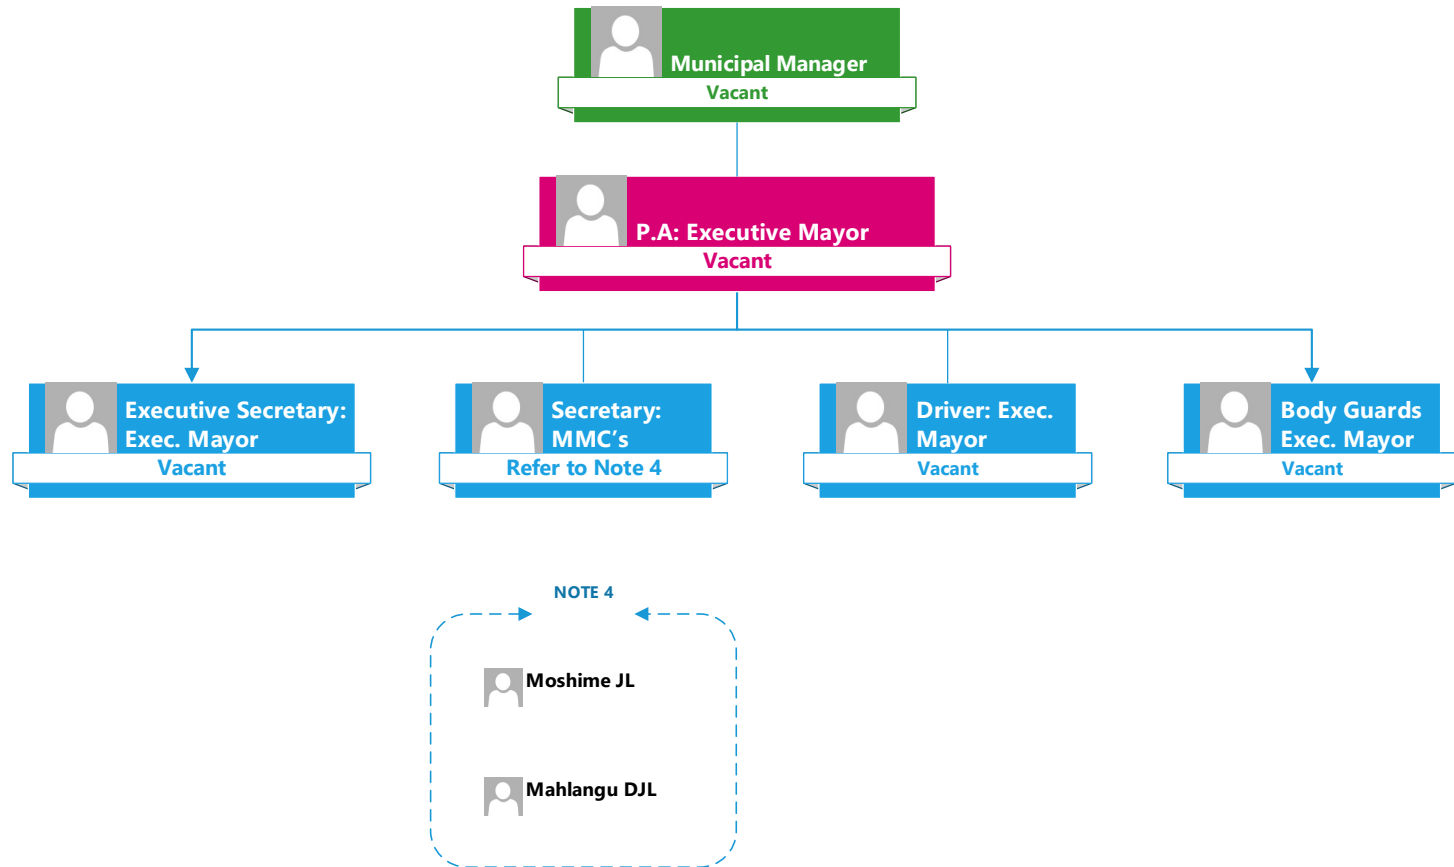 Municipal Manager
Vacant
P.A: Executive Mayor
Vacant
Executive Secretary:
Exec. Mayor
Vacant
Secretary:
MMC’s
Refer to Note 4
Driver: Exec.
Mayor
Vacant
Body Guards
Exec. Mayor
Vacant
NOTE 4
Moshime JL
Mahlangu DJL